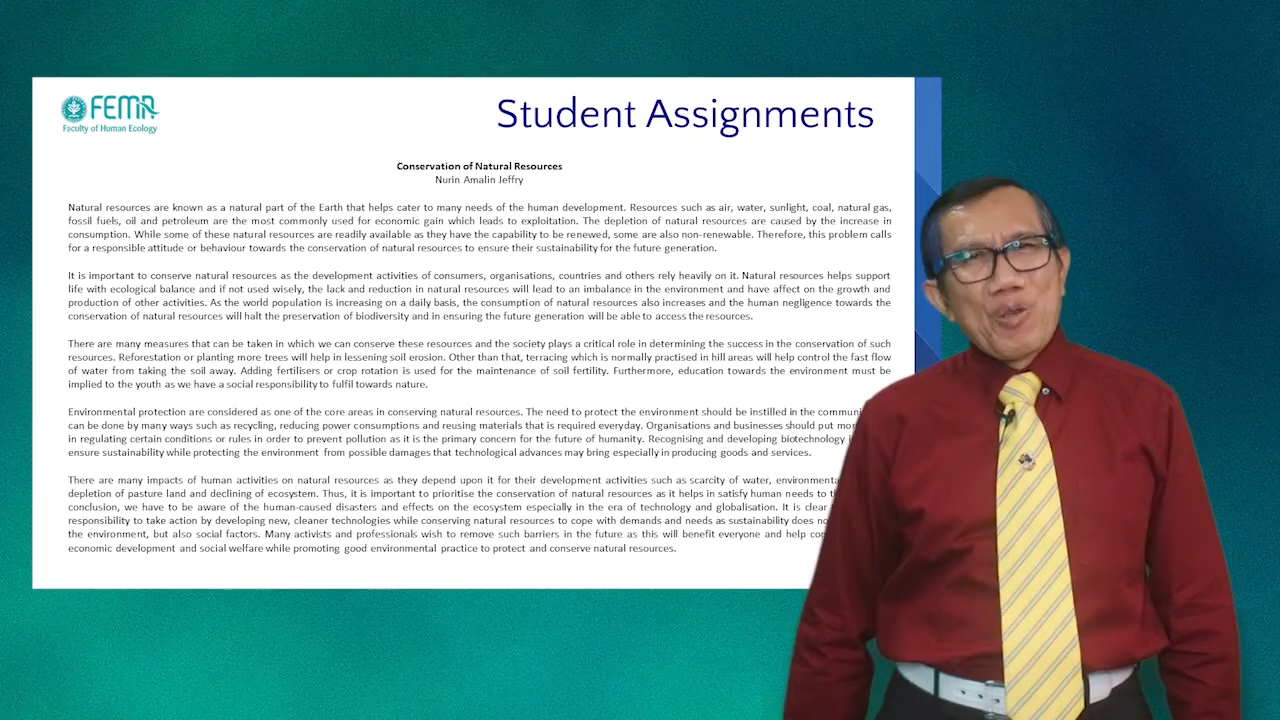 FEMA
Faculty of Human Ecology
Student Assignments
Conservation of Natural Resources
Nurin Amalin Jeffry
Natural resources are known as a natural part of the Earth that helps cater to many needs of the human development. Resources such as air, water, sunlight, coal, natural gas,
fossil fuels, oil and petroleum are the most commonly used for economic gain which leads to exploitation. The depletion of natural resources are caused by the increase in
consumption. While some of these natural resources are readily available as they have the capability to be renewed, some are also non-renewable. Therefore, this problem calls
for a responsible attitude or behaviour towards the conservation of natural resources to ensure their sustainability for the future generation.
It is important to conserve natural resources as the development activities of consumers, organisations, countries and others rely heavily on it. Natural resources helps support
life with ecological balance and if not used wisely, the lack and reduction in natural resources will lead to an imbalance in the environment and have affect on the growth and
production of other activities. As the world population is increasing on a daily basis, the consumption of natural resources also increases and the human negligence towards the
conservation of natural resources will halt the preservation of biodiversity and in ensuring the future generation will be able to access the resources.
There are many measures that can be taken in which we can conserve these resources and the society plays a critical role in determining the success in the conservation of such
resources. Reforestation or planting more trees will help in lessening soil erosion. Other than that, terracing which is normally practised in hill areas will help control the fast flow
of water from taking the soil away. Adding fertilisers or crop rotation is used for the maintenance of soil fertility. Furthermore, education towards the environment must be
implied to the youth as we have a social responsibility to fulfil towards nature.
Environmental protection are considered as one of the core areas in conserving natural resources. The need to protect the environment should be instilled in the
can be done by many ways such as recycling, reducing power consumptions and reusing materials that is required everyday. Organisations and businesses should put
in regulating certain conditions or rules in order to prevent pollution as it is the primary concern for the future of humanity. Recognising and developing biotechnology
ensure sustainability while protecting the environment from possible damages that technological advances may bring especially in producing goods and services.
There are many impacts of human activities on natural resources as they depend upon it for their development activities such as scarcity of water,
depletion of pasture land and declining of ecosystem. Thus, it is important to prioritise the conservation of natural resources as it helps in satisfy human needs to
conclusion, we have to be aware of the human-caused disasters and effects on the ecosystem especially in the era of technology and globalisation. It is clear
responsibility to take action by developing new, cleaner technologies while conserving natural resources to cope with demands and needs as sustainability does
the environment, but also social factors. Many activists and professionals wish to remove such barriers in the future as this will benefit everyone and help
economic development and social welfare while promoting good environmental practice to protect and conserve natural resources.